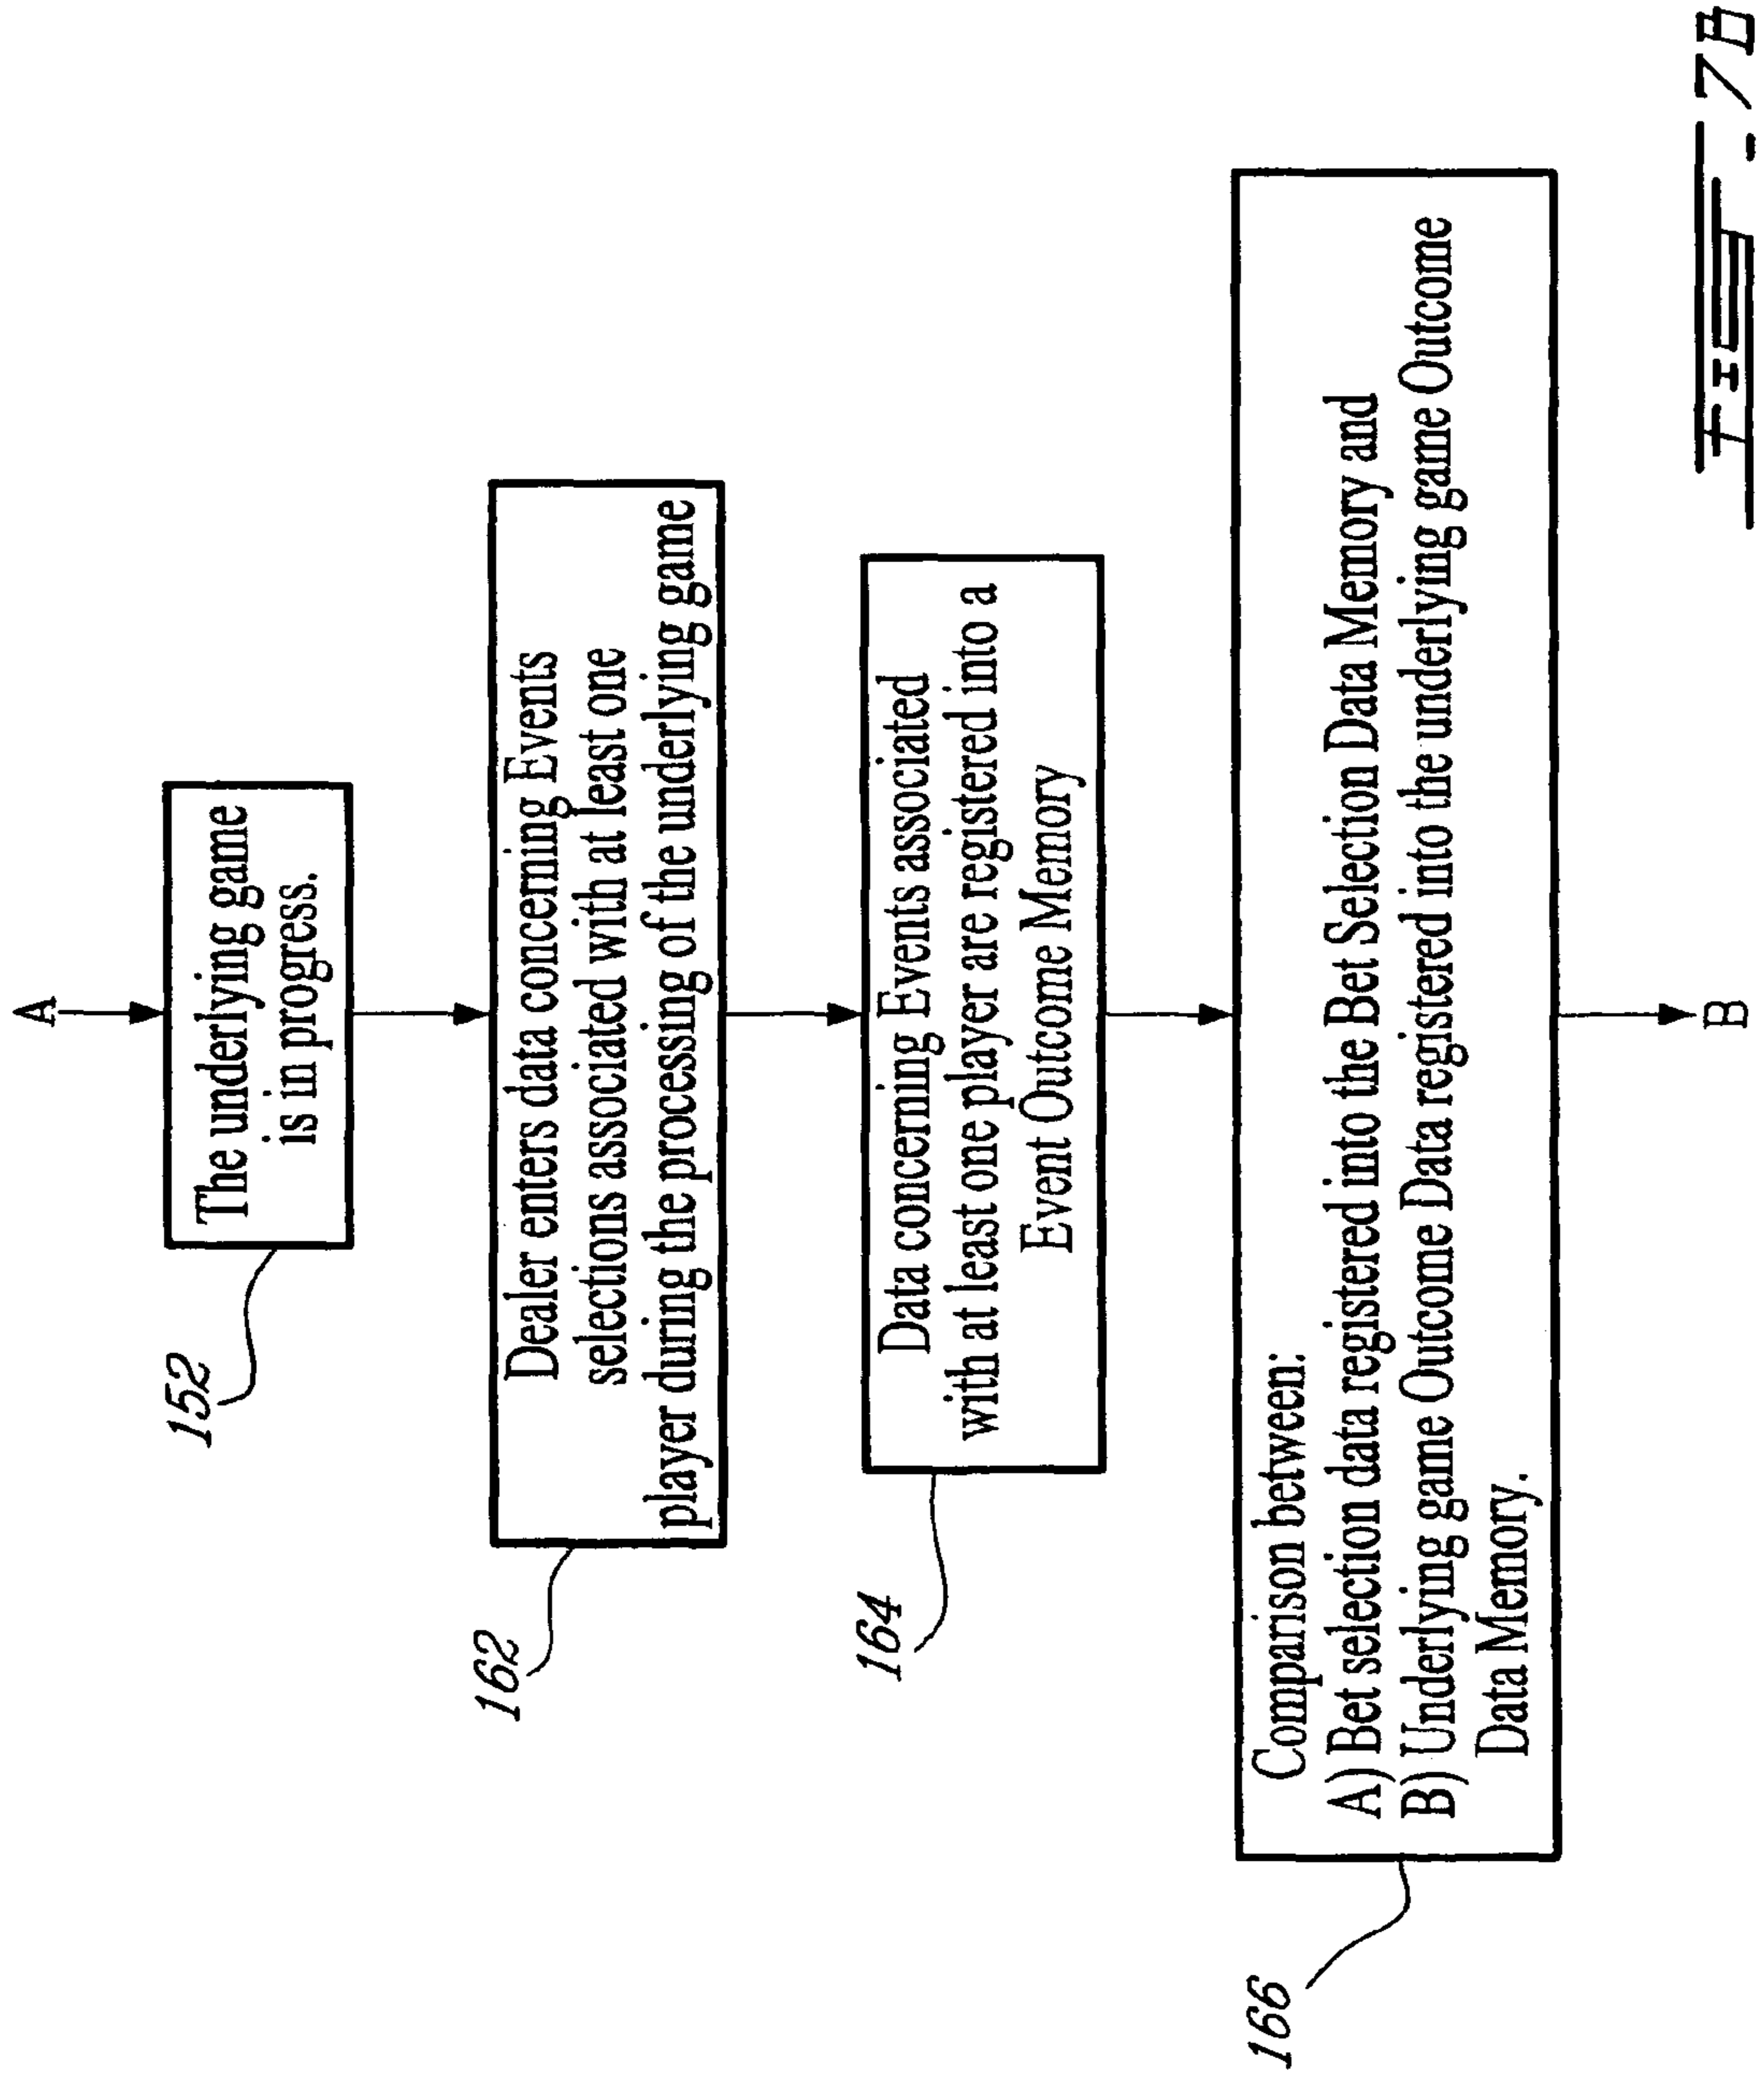 A
The underlying game
is in progress.
152
Dealer enters data concerning Events
selections associated with at least one
player during the processing of the underlying game
162
Data concerning Events associated
with at least one player are registered into a
Event Outcome Memory
164
Comparison between:
A) Bet selection data registered into the Bet Selection Data Memory and
B) Underlying game Outcome Data registered into the underlying game Outcome
Data Memory.
166
B
FIG-7B